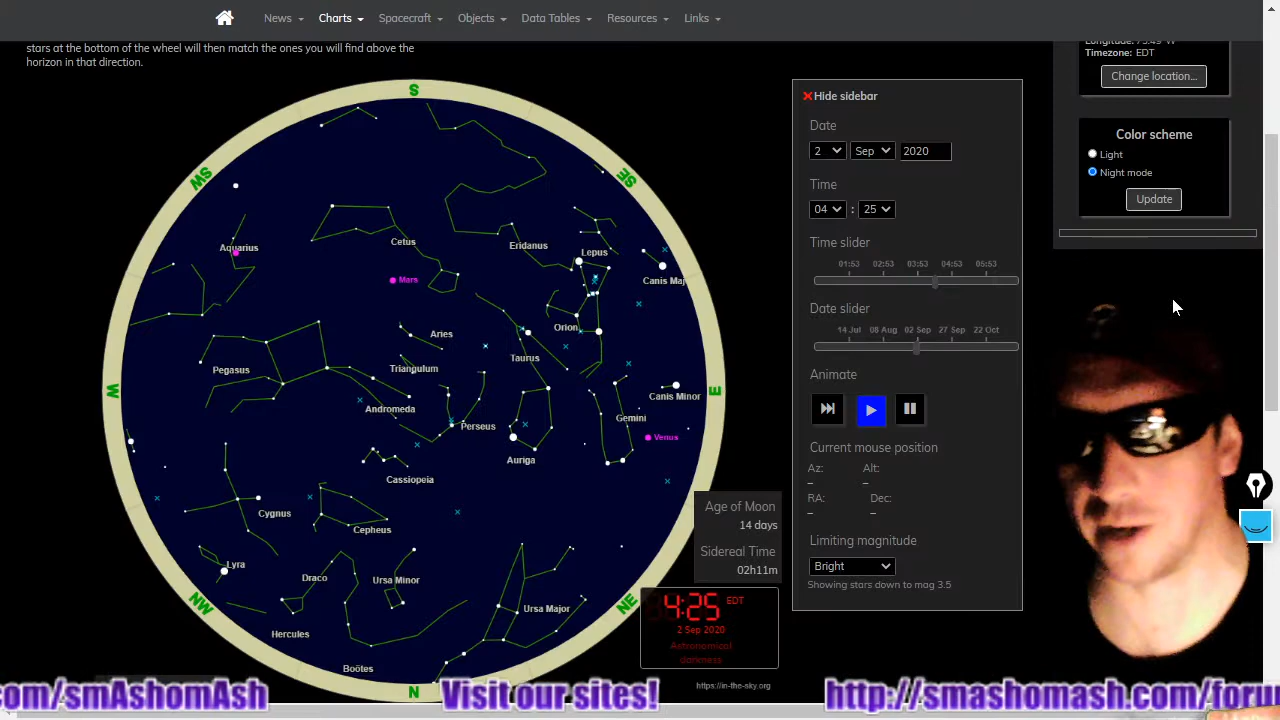 News
Charts
Spacecraft
Objects
Data Tables
Resources
Links
stars at the bottom of the wheel will then match the ones you will find above the
horizon in that direction.
S
SW
SE
W
E
NW
NE
N
Aquarius
Cetus
Eridanus
Lepus
Mars
Canis Maj
Orion
Aries
Taurus
Triangulum
Pegasus
Andromeda
Canis Minor
Gemini
Perseus
Venus
Auriga
Cassiopeia
Cygnus
Cepheus
Lyra
Draco
Ursa Minor
Ursa Major
Hercules
Boötes
Age of Moon
14 days
Sidereal Time
02h11m
4:25 EDT
2 Sep 2020
Astronomical
darkness
https://in-the-sky.org
Hide sidebar
Date
2 Sep 2020
Time
04 : 25
Time slider
01:53 02:53 03:53 04:53 05:53
Date slider
14 Jul 08 Aug 02 Sep 27 Sep 22 Oct
Animate
Current mouse position
Az: Alt:
– –
RA: Dec:
– –
Limiting magnitude
Bright
Showing stars down to mag 3.5
Timezone: EDT
Change location...
Color scheme
Light
Night mode
Update
com/smAshomAsh Visit our sites! http://smashomash.com/foru